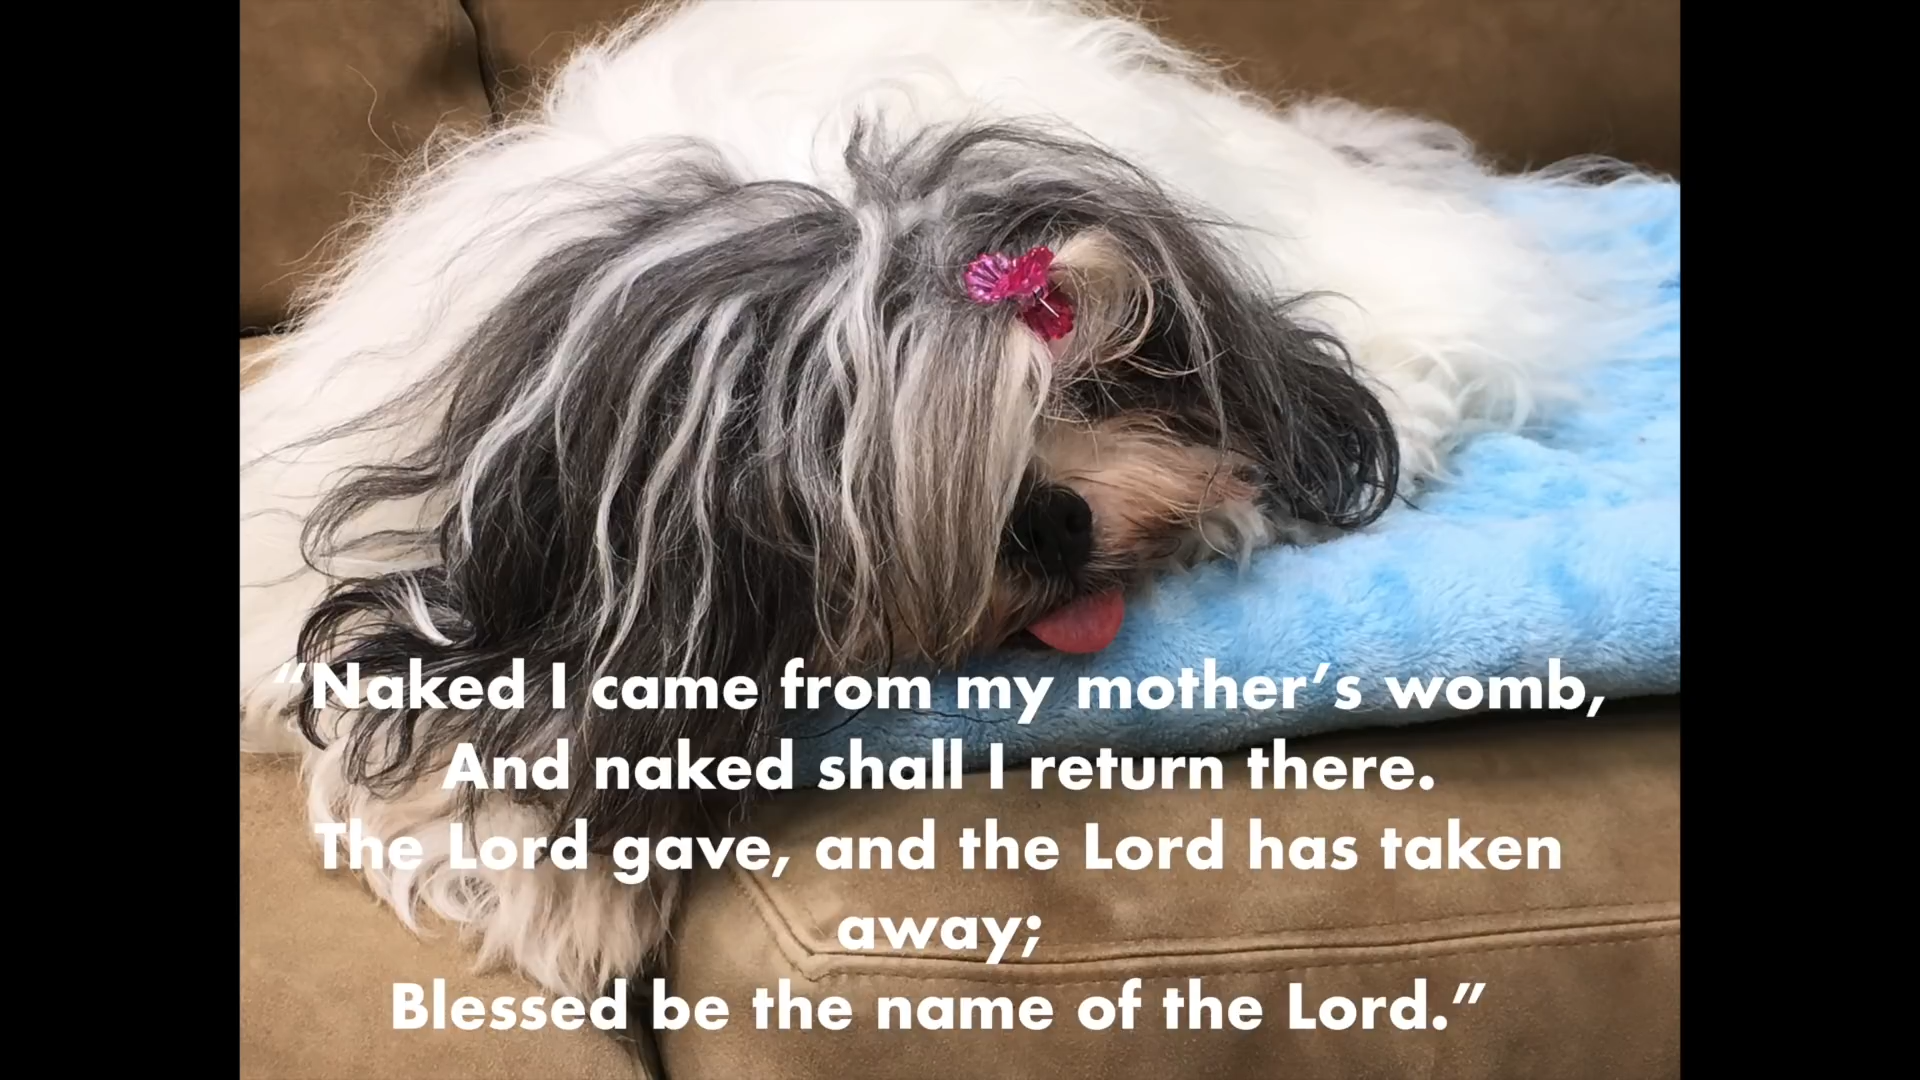 “Naked I came from my mother’s womb,
And naked shall I return there.
The Lord gave, and the Lord has taken
away;
Blessed be the name of the Lord.”